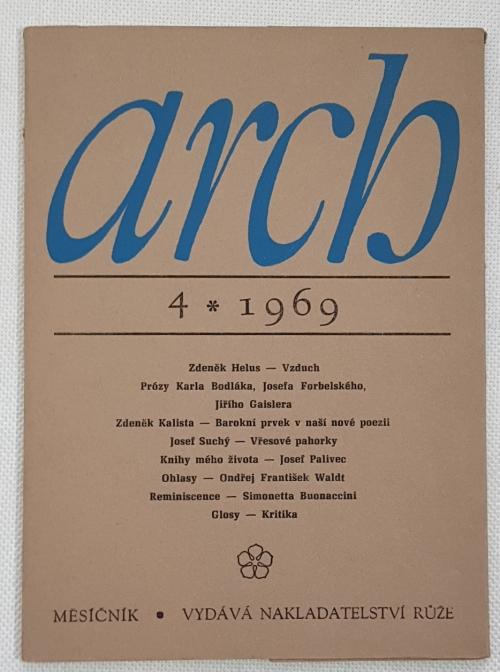 arch
4 * 1969
Zdeněk Helus — Vzduch
Prózy Karla Bodláka, Josefa Forbelského,
Jiřího Gaislera
Zdeněk Kalista — Barokní prvek v naší nové poezii
Josef Suchý — Vřesové pahorky
Knihy mého života — Josef Palivec
Ohlasy — Ondřej František Waldt
Reminiscence — Simonetta Buonaccini
Glosy — Kritika
MĚSÍČNÍK • VYDÁVÁ NAKLADATELSTVÍ RŮŽE